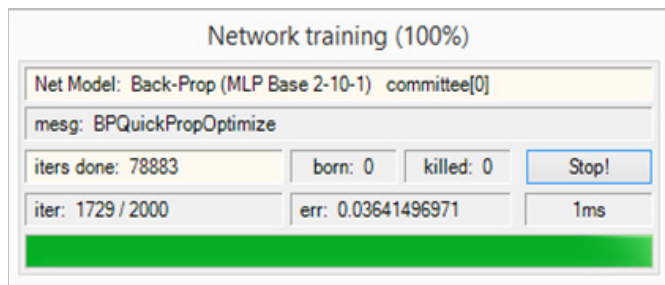 Network training (100%)
Net Model: Back-Prop (MLP Base 2-10-1) committee[0]
mesg: BPQuickPropOptimize
iters done: 78883 born: 0 killed: 0 Stop!
iter: 1729 / 2000 err: 0.03641496971 1ms